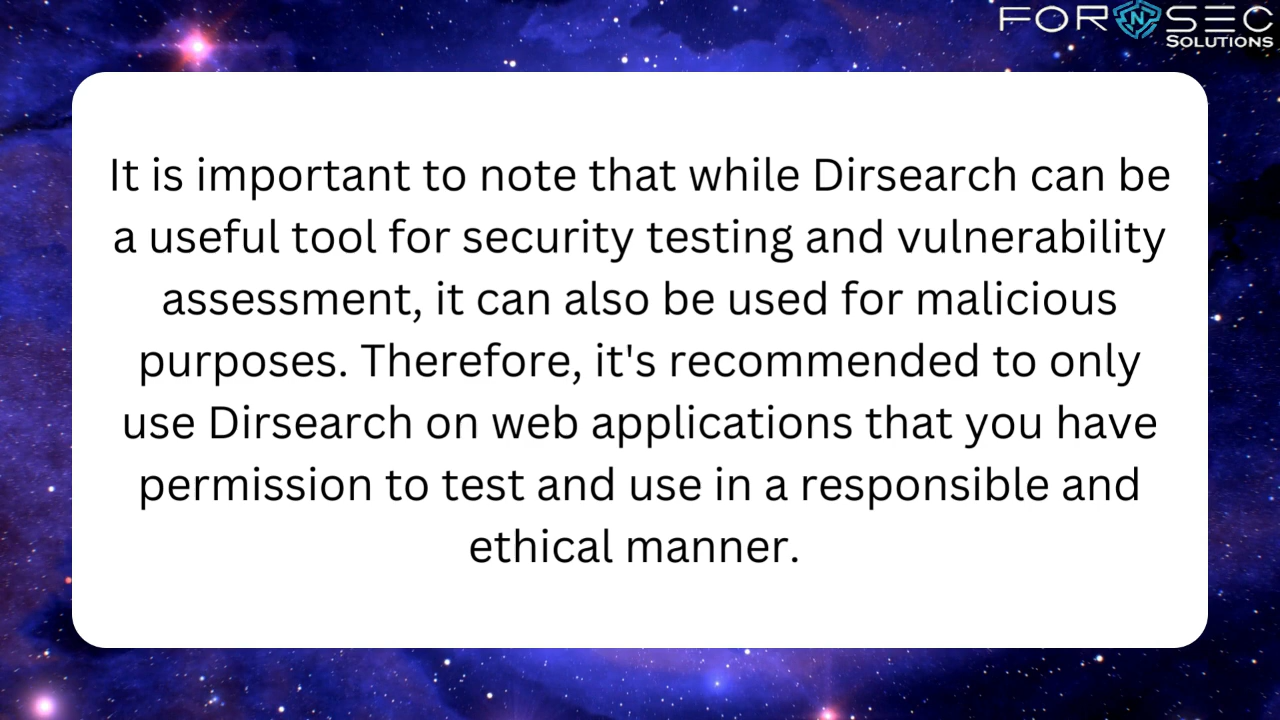 FORNSEC
SOLUTIONS
It is important to note that while Dirsearch can be
a useful tool for security testing and vulnerability
assessment, it can also be used for malicious
purposes. Therefore, it's recommended to only
use Dirsearch on web applications that you have
permission to test and use in a responsible and
ethical manner.